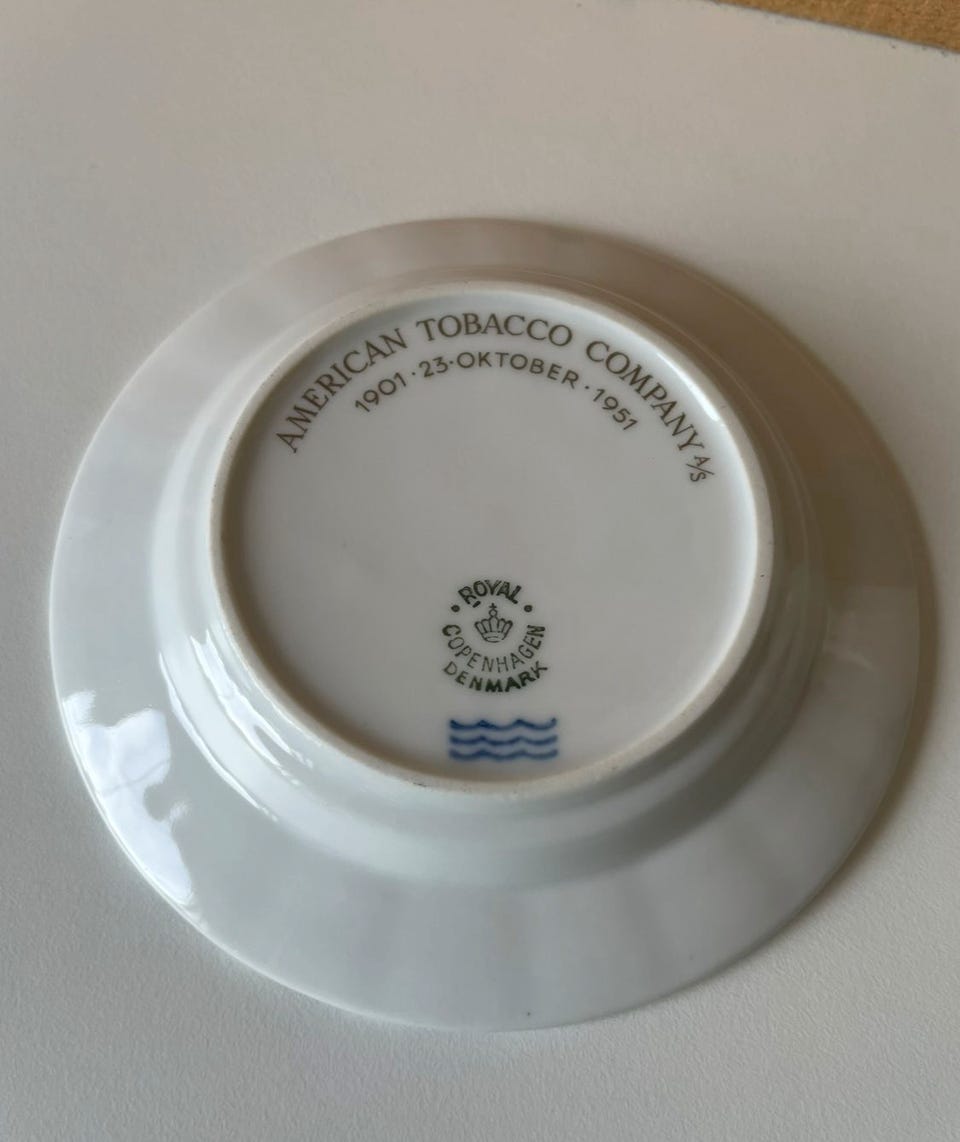 AMERICAN TOBACCO COMPANY A/S
1901·23·OKTOBER·1951
·ROYAL·
COPENHAGEN
DENMARK